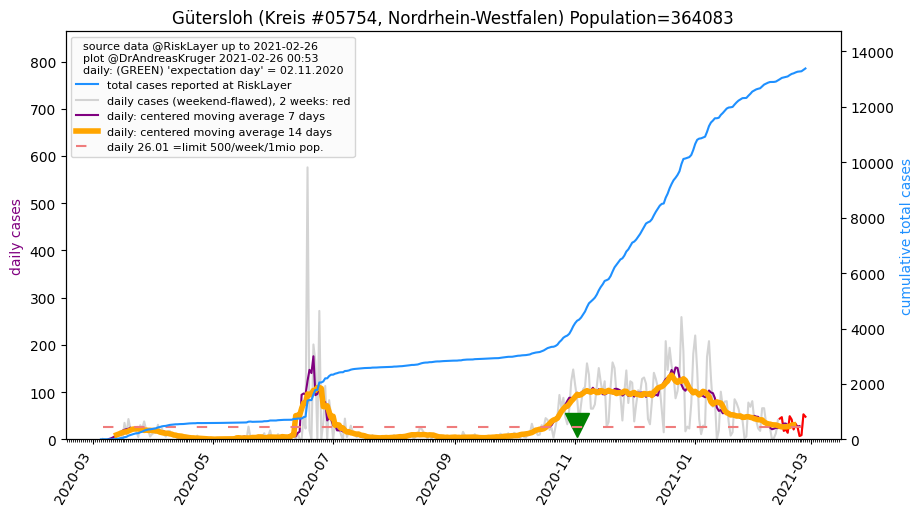 Gütersloh (Kreis #05754, Nordrhein-Westfalen) Population=364083
source data @RiskLayer up to 2021-02-26
plot @DrAndreasKruger 2021-02-26 00:53
daily: (GREEN) 'expectation day' = 02.11.2020
total cases reported at RiskLayer
daily cases (weekend-flawed), 2 weeks: red
daily: centered moving average 7 days
daily: centered moving average 14 days
daily 26.01 =limit 500/week/1mio pop.
daily cases
800
700
600
500
400
300
200
100
0
14000
12000
10000
8000
6000
4000
2000
0
cumulative total cases
2020-03
2020-05
2020-07
2020-09
2020-11
2021-01
2021-03